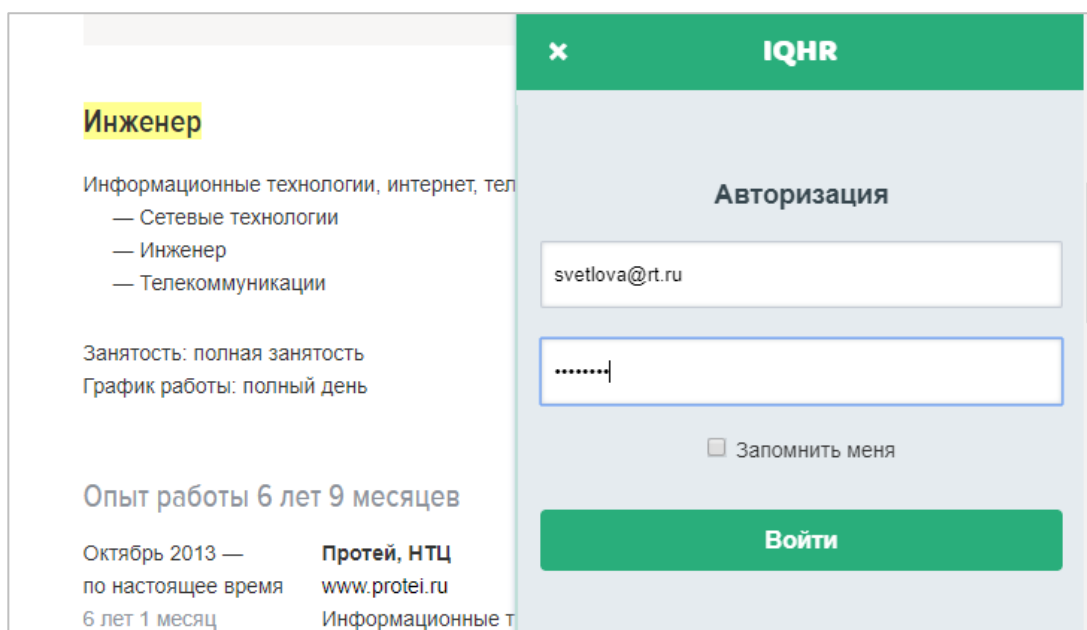 Инженер
Информационные технологии, интернет, тел
— Сетевые технологии
— Инженер
— Телекоммуникации
Занятость: полная занятость
График работы: полный день
Опыт работы 6 лет 9 месяцев
Октябрь 2013 — Протей, НТЦ
по настоящее время www.protei.ru
6 лет 1 месяц Информационные т
× IQHR
Авторизация
svetlova@rt.ru
••••••••
Запомнить меня
Войти